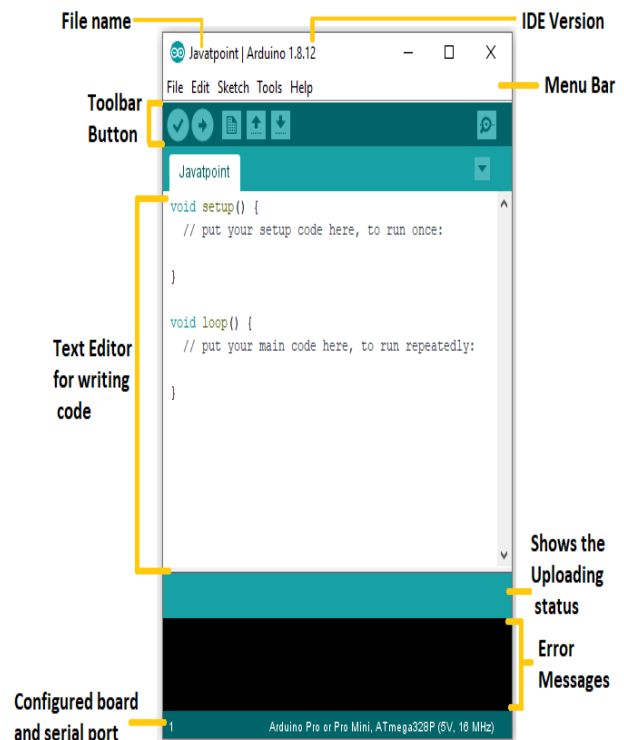 File name
IDE Version
Javatpoint | Arduino 1.8.12
File Edit Sketch Tools Help
Menu Bar
Toolbar
Button
Javatpoint
void setup() {
// put your setup code here, to run once:
}
void loop() {
// put your main code here, to run repeatedly:
}
Text Editor
for writing
code
Shows the
Uploading
status
Error
Messages
Configured board
and serial port
1
Arduino Pro or Pro Mini, ATmega328P (5V, 16 MHz)